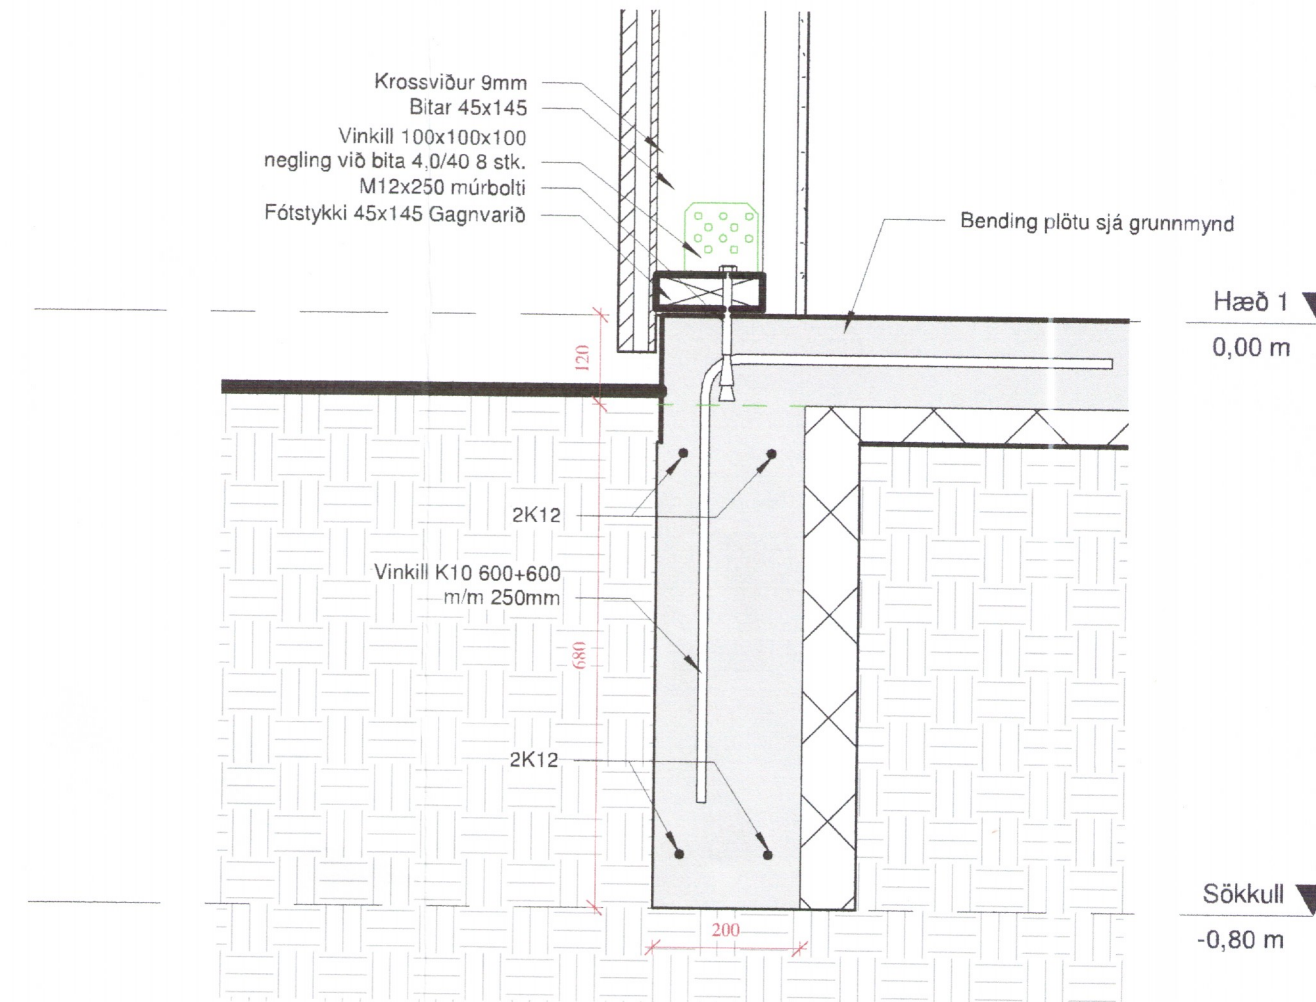 Krossviður 9mm
Bitar 45x145
Vinkill 100x100x100
negling við bita 4,0/40 8 stk.
M12x250 múrbolti
Fótstykki 45x145 Gagnvarið
Bending plötu sjá grunnmynd
Hæð 1
0,00 m
120
2K12
Vinkill K10 600+600
m/m 250mm
680
2K12
Sökkull
-0,80 m
200